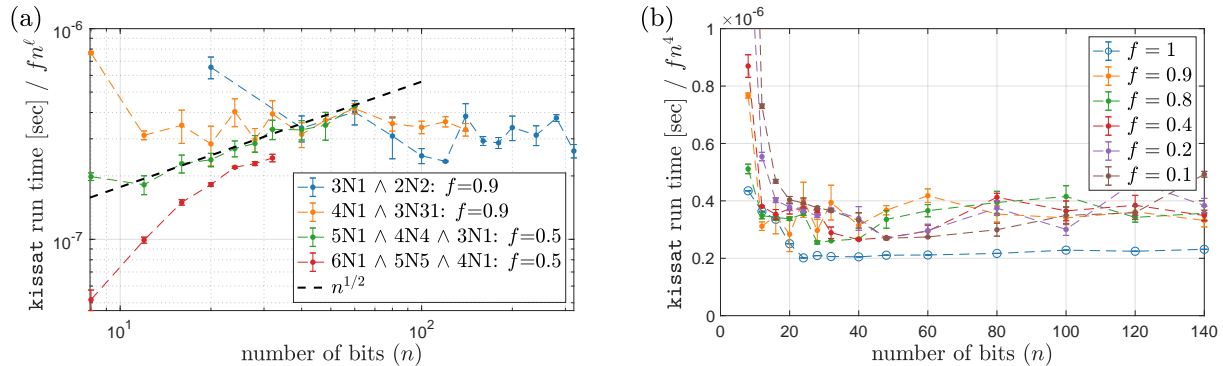 (a)
10^-6
10^-7
kissat run time [sec] / fn^ℓ
3N1 ∧ 2N2: f=0.9
4N1 ∧ 3N31: f=0.9
5N1 ∧ 4N4 ∧ 3N1: f=0.5
6N1 ∧ 5N5 ∧ 4N1: f=0.5
n^1/2
10^1
10^2
number of bits (n)
(b)
×10^-6
1
0.8
0.6
0.4
0.2
0
kissat run time [sec] / fn^4
f = 1
f = 0.9
f = 0.8
f = 0.4
f = 0.2
f = 0.1
0 20 40 60 80 100 120 140
number of bits (n)